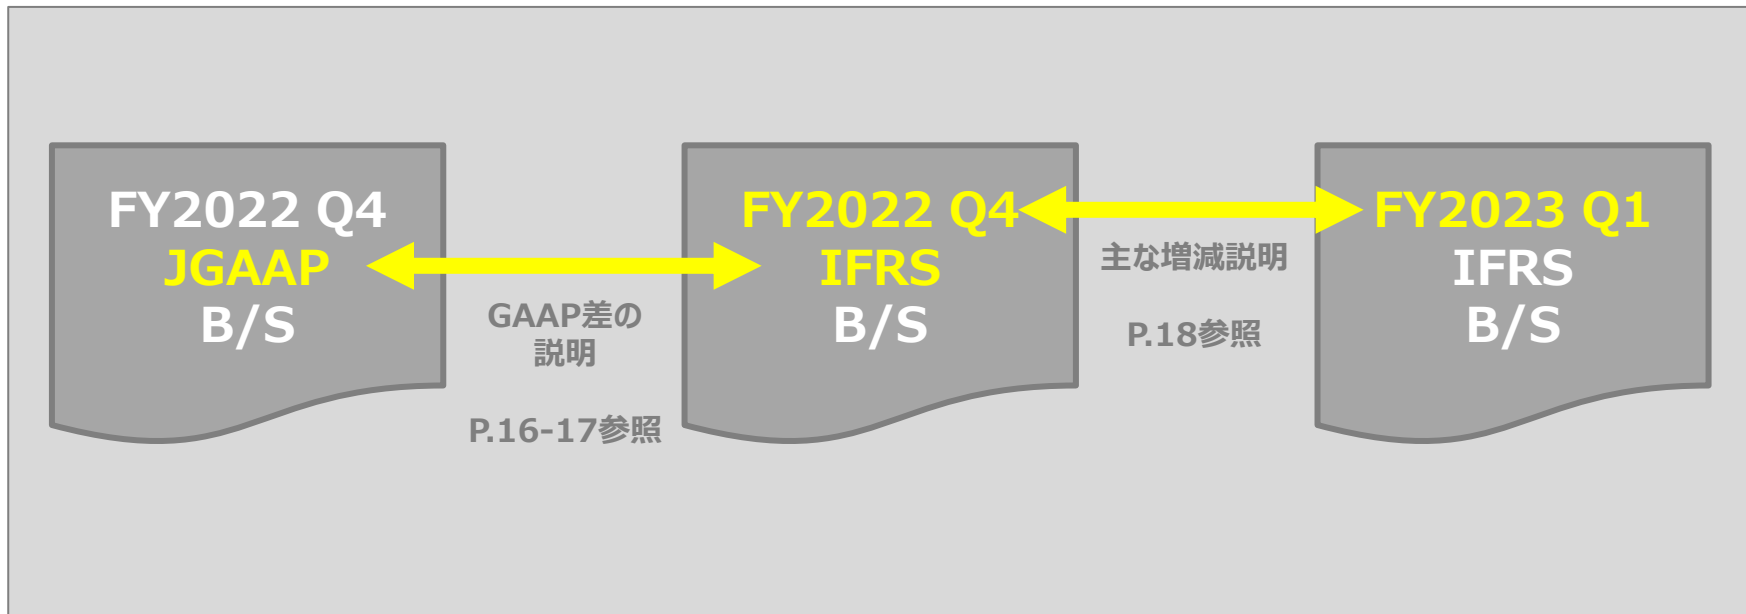 FY2022 Q4
JGAAP
B/S
GAAP差の
説明
P.16-17参照
FY2022 Q4
IFRS
B/S
主な増減説明
P.18参照
FY2023 Q1
IFRS
B/S